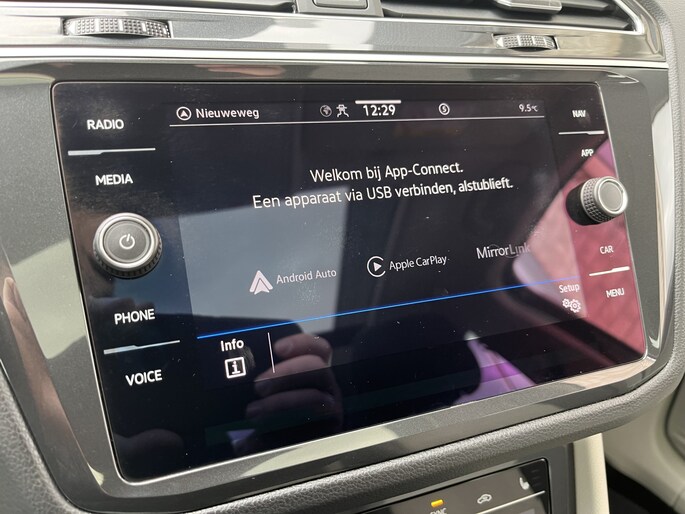 Nieuweweg 12:29 9.5°C
RADIO
MEDIA
PHONE
VOICE
Welkom bij App-Connect.
Een apparaat via USB verbinden, alstublieft.
Android Auto
Apple CarPlay
MirrorLink
Setup
Info
NAV
APP
CAR
MENU
SYNC